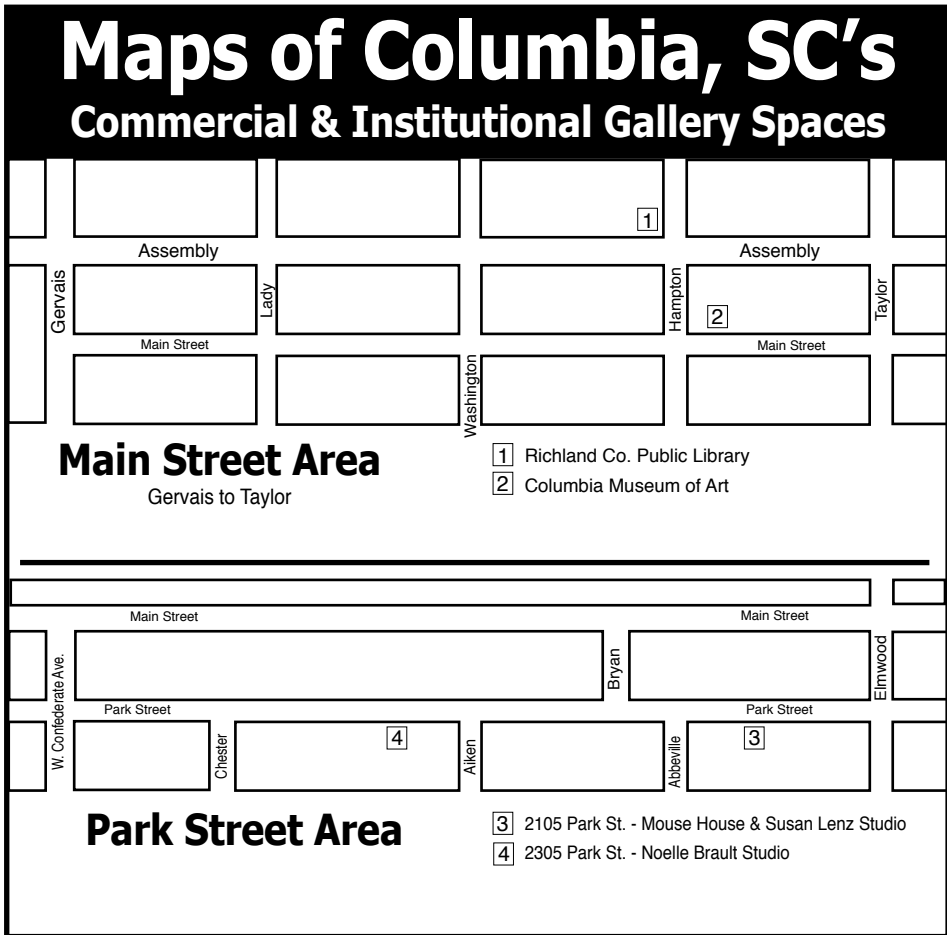 Maps of Columbia, SC's
Commercial & Institutional Gallery Spaces
1
Assembly
Assembly
Gervais
Lady
Hampton
Taylor
2
Main Street
Main Street
Washington
Main Street Area
Gervais to Taylor
1 Richland Co. Public Library
2 Columbia Museum of Art
Main Street
Main Street
W. Confederate Ave.
Bryan
Elmwood
Park Street
Park Street
Chester
4
Aiken
Abbeville
3
Park Street Area
3 2105 Park St. - Mouse House & Susan Lenz Studio
4 2305 Park St. - Noelle Brault Studio